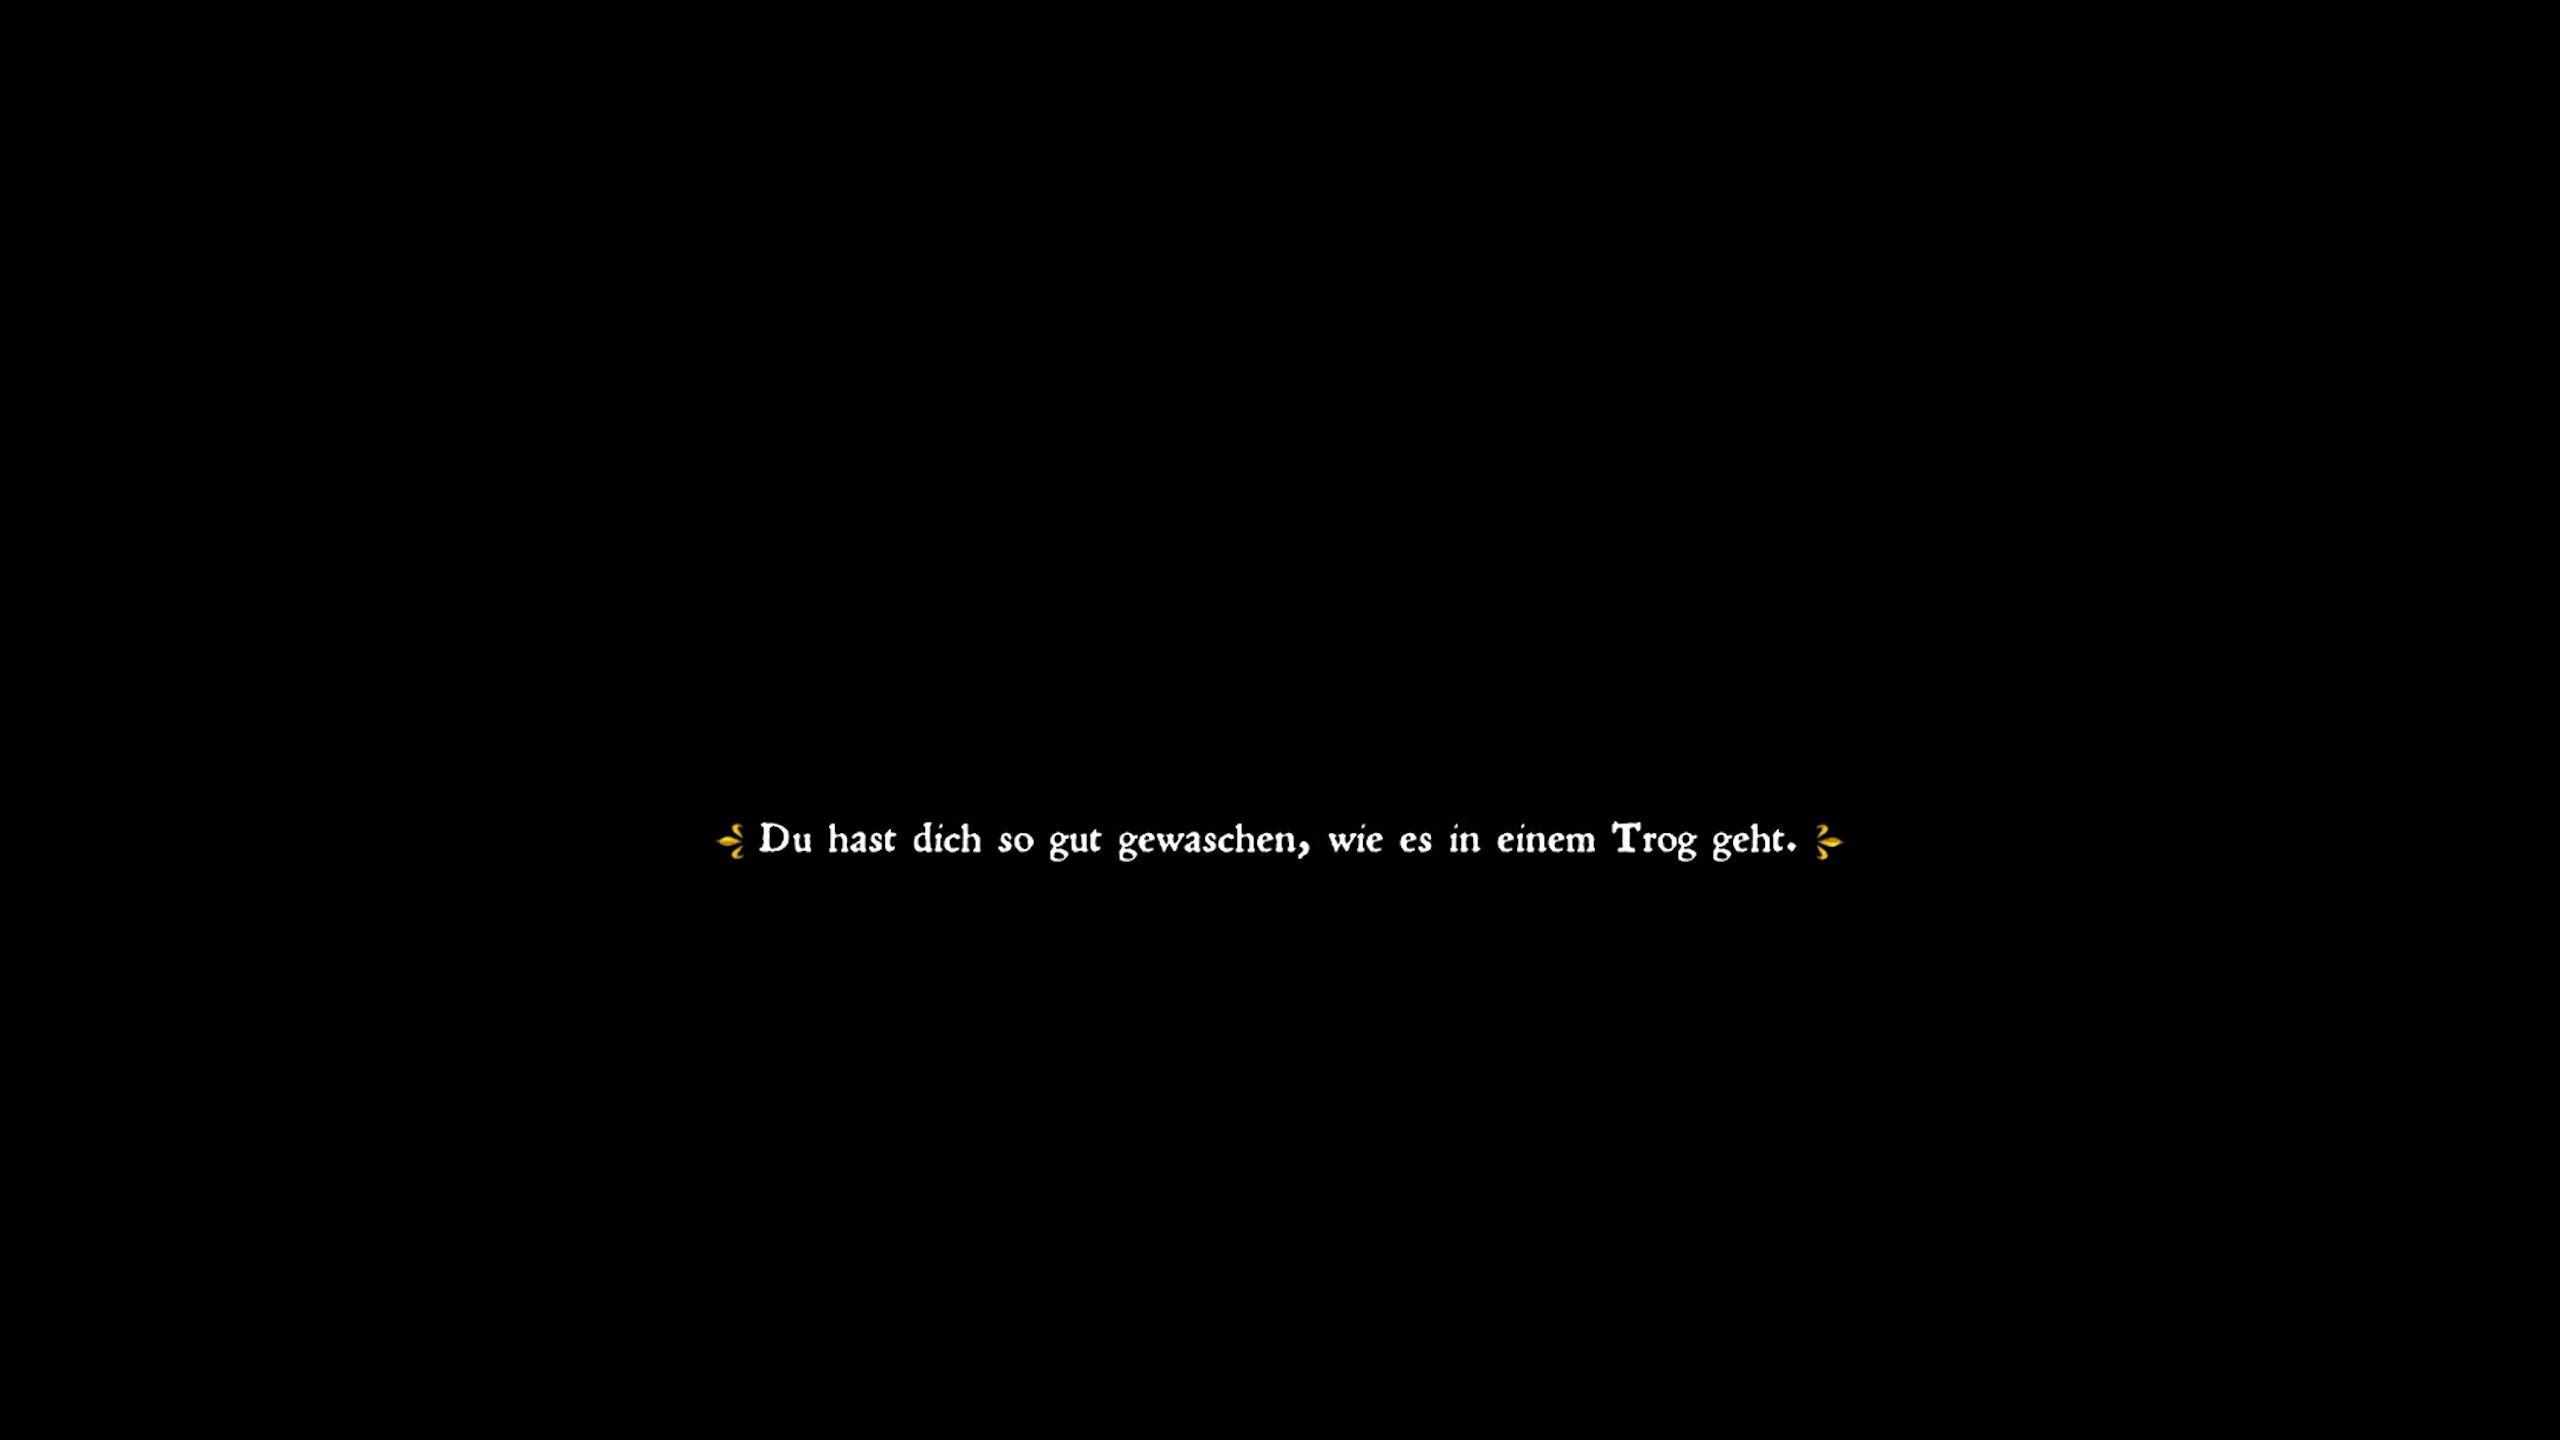 Du hast dich so gut gewaschen, wie es in einem Trog geht.